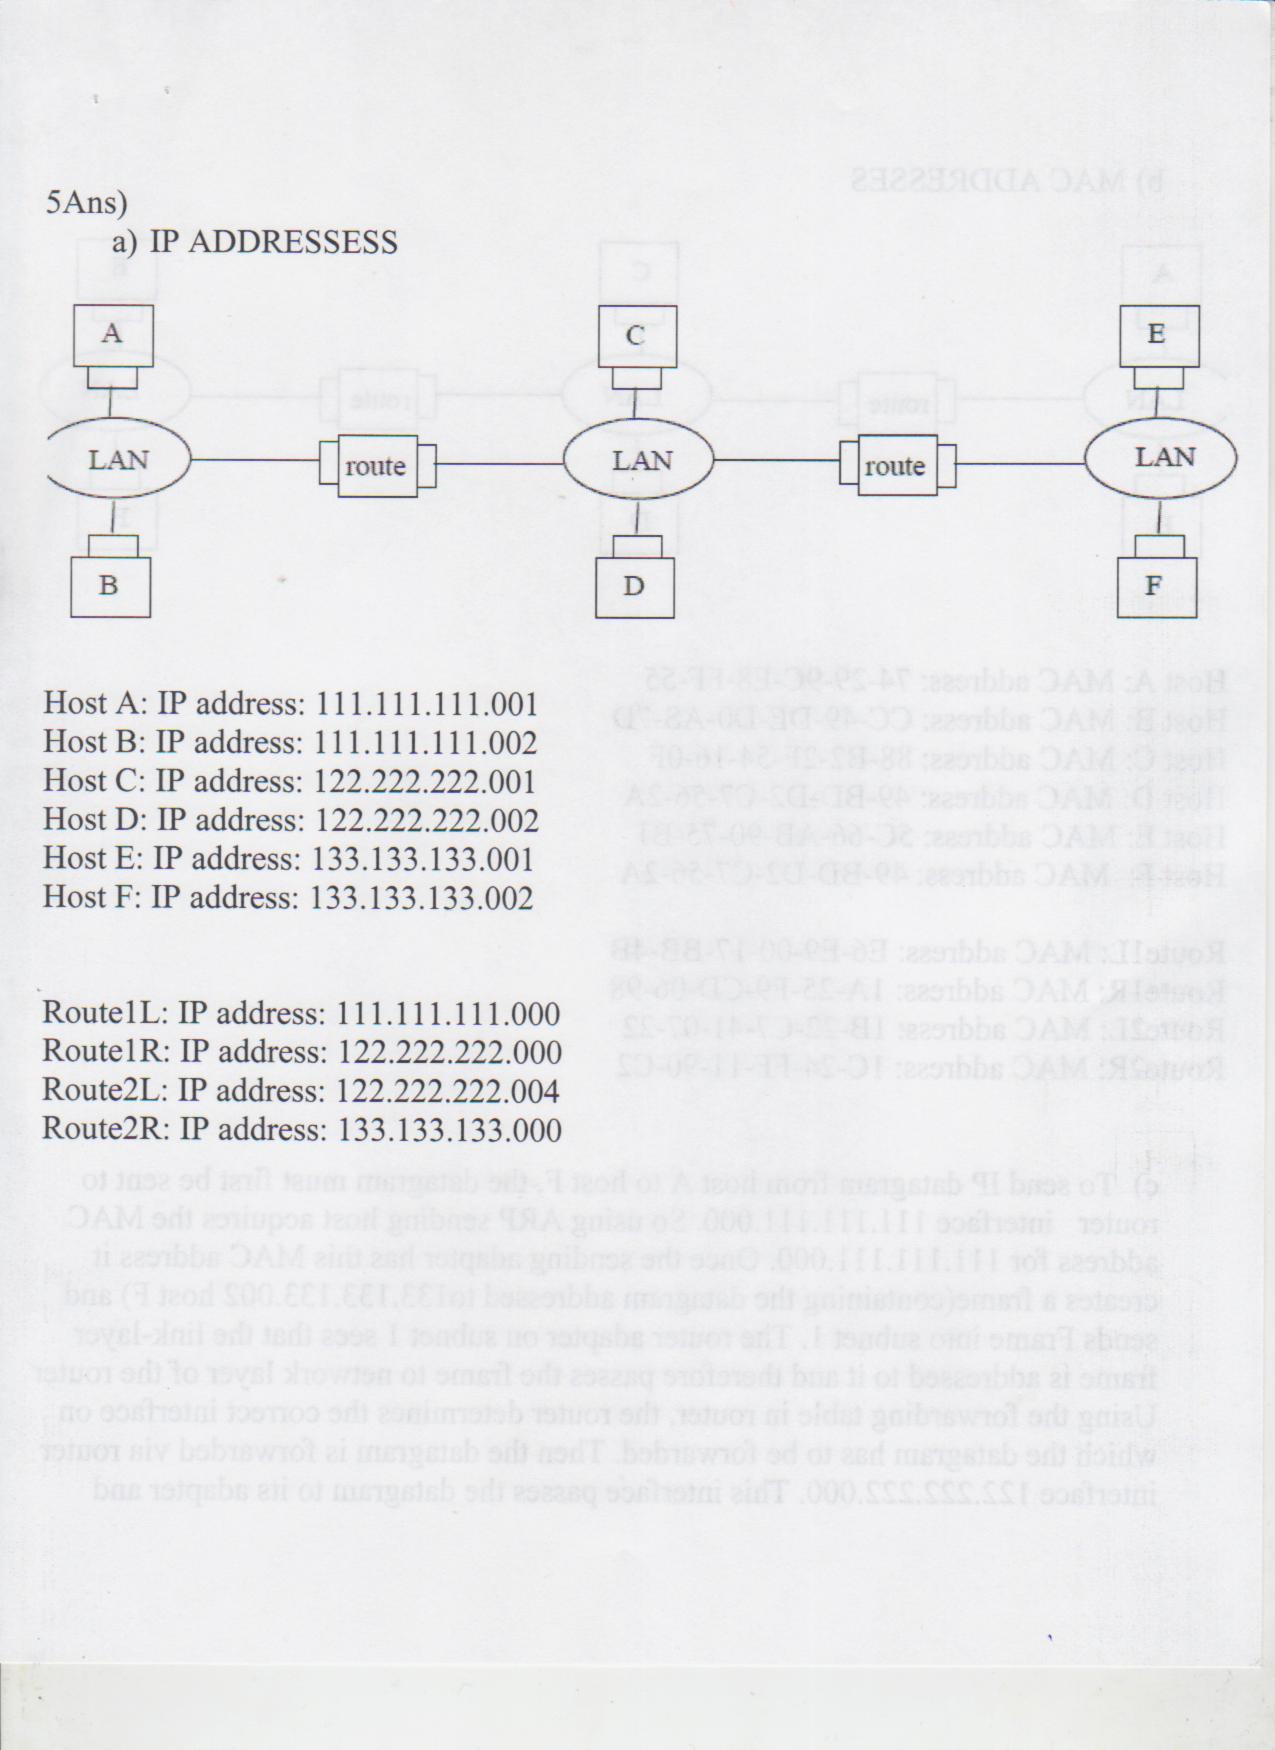 5Ans)
a) IP ADDRESSESS
A
C
E
LAN
route
LAN
route
LAN
B
D
F
Host A: IP address: 111.111.111.001
Host B: IP address: 111.111.111.002
Host C: IP address: 122.222.222.001
Host D: IP address: 122.222.222.002
Host E: IP address: 133.133.133.001
Host F: IP address: 133.133.133.002
Route1L: IP address: 111.111.111.000
Route1R: IP address: 122.222.222.000
Route2L: IP address: 122.222.222.004
Route2R: IP address: 133.133.133.000